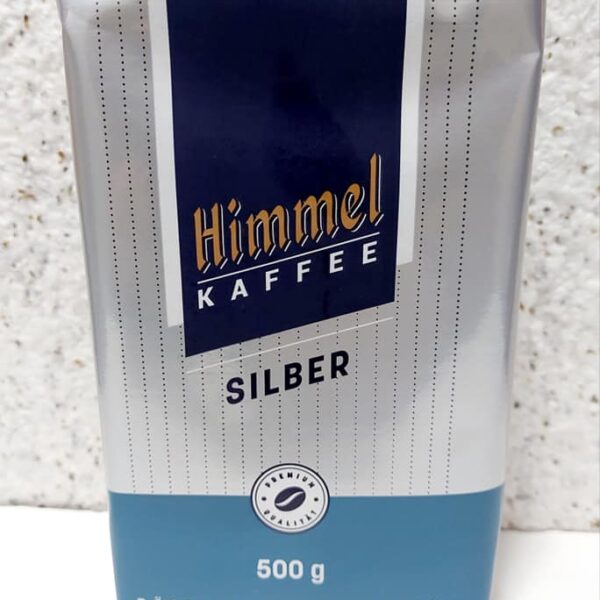 Himmel
KAFFEE
SILBER
PREMIUM
QUALITÄT
500 g